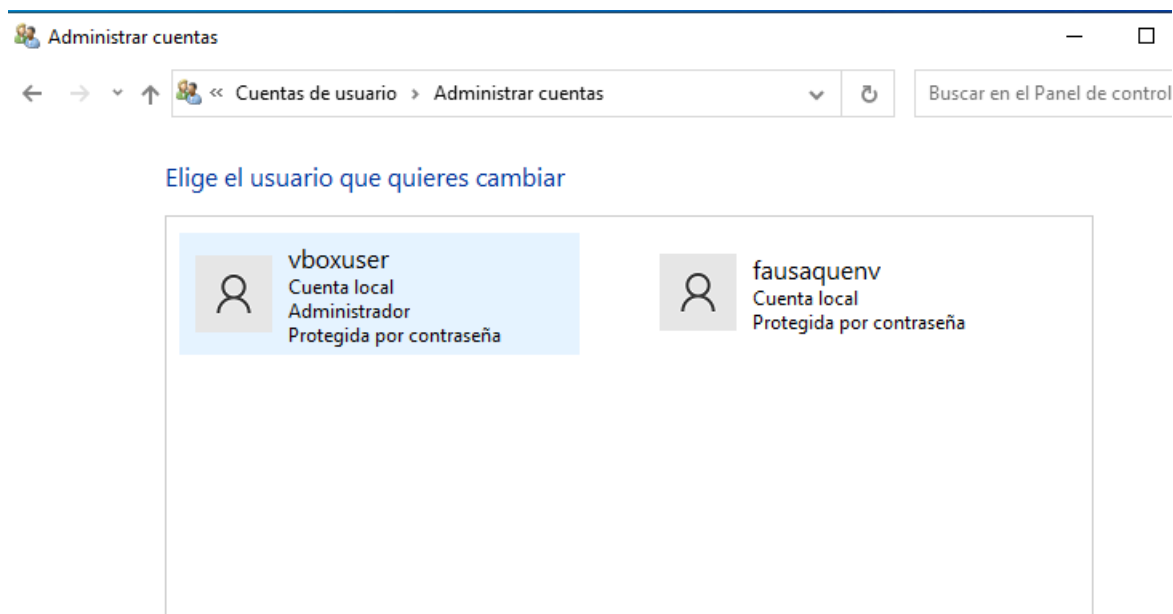 Administrar cuentas
« Cuentas de usuario > Administrar cuentas
Buscar en el Panel de control
Elige el usuario que quieres cambiar
vboxuser
Cuenta local
Administrador
Protegida por contraseña
fausaquenv
Cuenta local
Protegida por contraseña